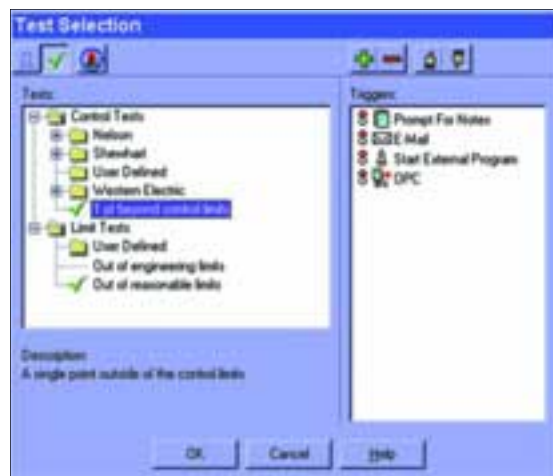 Test Selection
Tests:
Triggers:
Control Tests
Nelson
Shewhart
User Defined
Western Electric
1 of beyond control limits
Limit Tests
User Defined
Out of engineering limits
Out of reasonable limits
Prompt For Notes
E-Mail
Start External Program
OPC
Description:
A single point outside of the control limits
OK
Cancel
Help